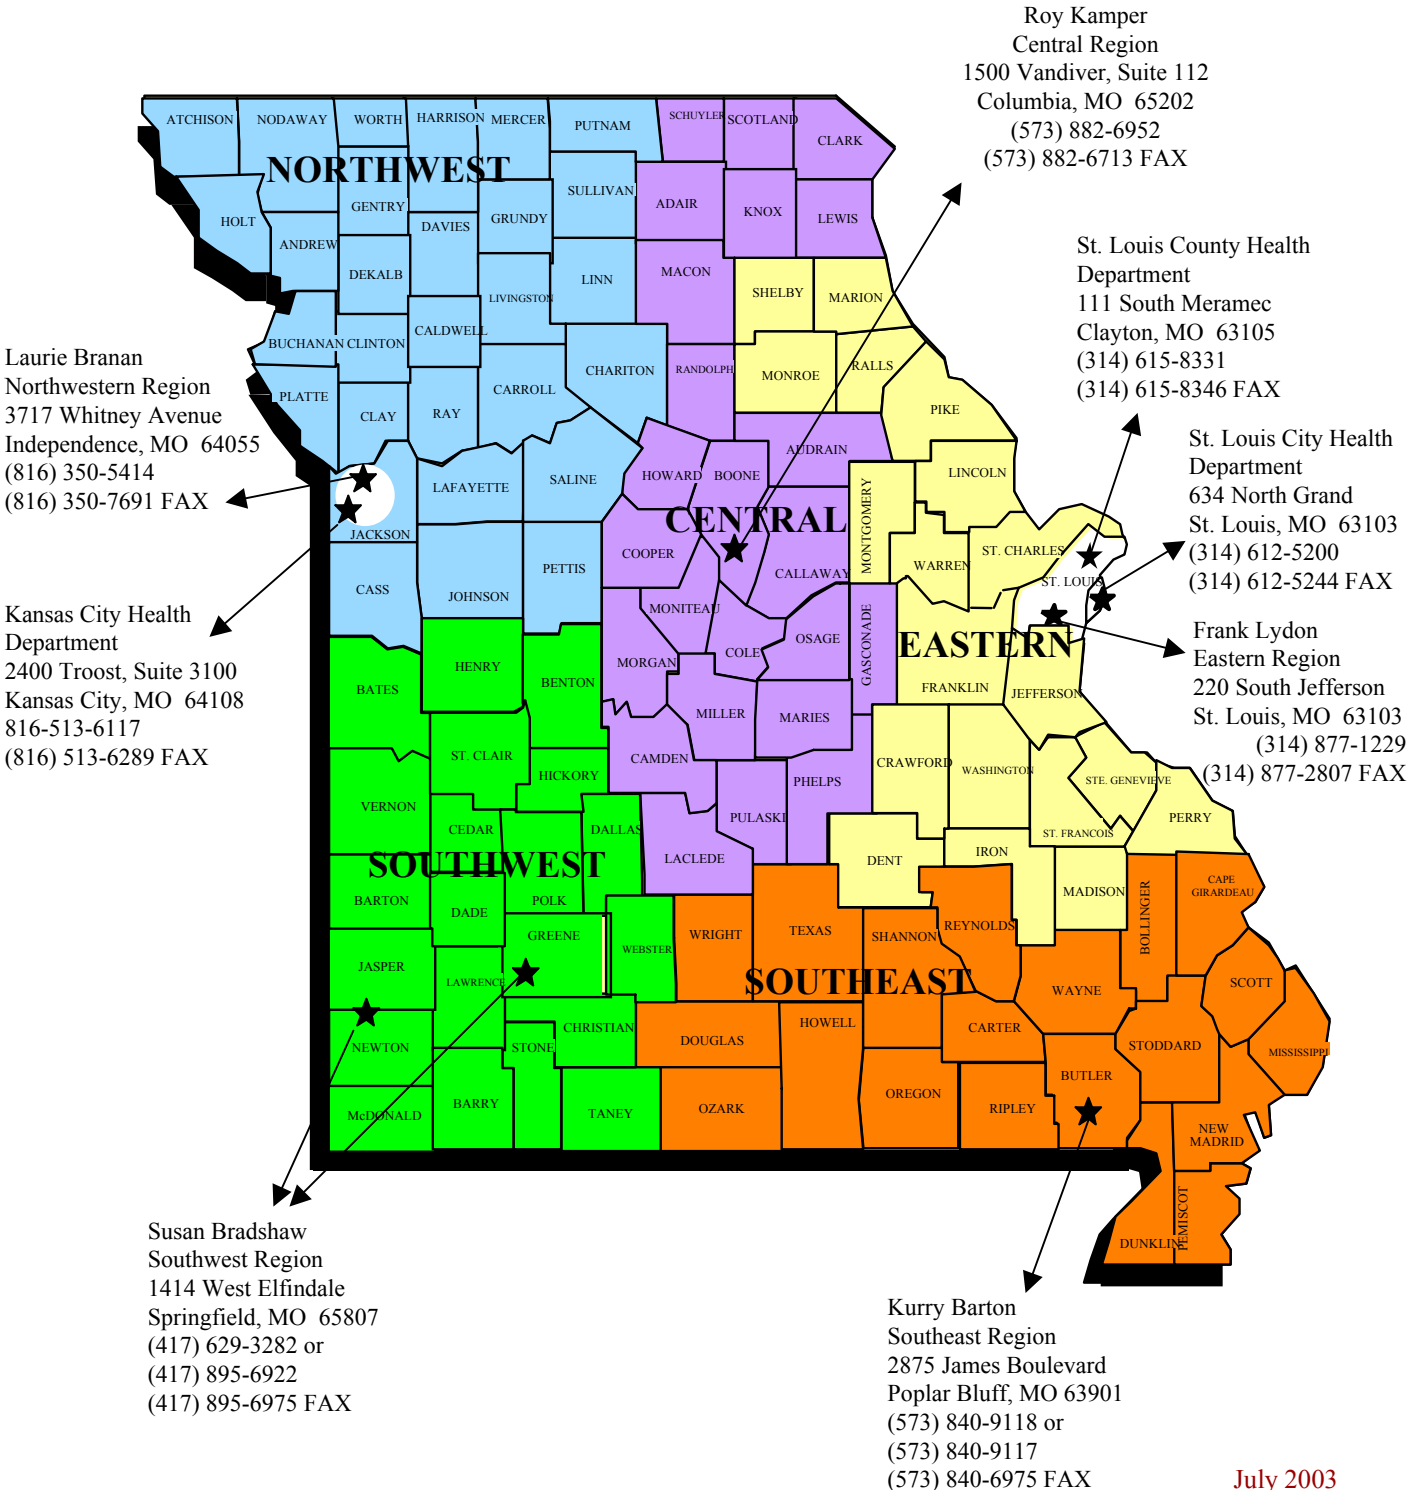 Roy Kamper
Central Region
1500 Vandiver, Suite 112
Columbia, MO 65202
(573) 882-6952
(573) 882-6713 FAX
St. Louis County Health
Department
111 South Meramec
Clayton, MO 63105
(314) 615-8331
(314) 615-8346 FAX
St. Louis City Health
Department
634 North Grand
St. Louis, MO 63103
(314) 612-5200
(314) 612-5244 FAX
Frank Lydon
Eastern Region
220 South Jefferson
St. Louis, MO 63103
(314) 877-1229
(314) 877-2807 FAX
Laurie Branan
Northwestern Region
3717 Whitney Avenue
Independence, MO 64055
(816) 350-5414
(816) 350-7691 FAX
Kansas City Health
Department
2400 Troost, Suite 3100
Kansas City, MO 64108
816-513-6117
(816) 513-6289 FAX
NORTHWEST
ATCHISON
NODAWAY
WORTH
HARRISON
MERCER
PUTNAM
SCHUYLER
SCOTLAND
CLARK
HOLT
GENTRY
ANDREW
DAVIES
GRUNDY
SULLIVAN
ADAIR
KNOX
LEWIS
DEKALB
LIVINGSTON
LINN
MACON
SHELBY
MARION
BUCHANAN
CLINTON
CALDWELL
CHARITON
RANDOLPH
MONROE
RALLS
PLATTE
CLAY
RAY
CARROLL
PIKE
AUDRAIN
LAFAYETTE
SALINE
HOWARD
BOONE
LINCOLN
CENTRAL
MONTGOMERY
JACKSON
COOPER
CALLAWAY
WARREN
ST. CHARLES
ST. LOUIS
CASS
JOHNSON
PETTIS
MONITEAU
COLE
OSAGE
GASCONADE
EASTERN
FRANKLIN
JEFFERSON
BATES
HENRY
BENTON
MORGAN
MILLER
MARIES
ST. CLAIR
HICKORY
CAMDEN
PHELPS
CRAWFORD
WASHINGTON
STE. GENEVIEVE
VERNON
CEDAR
DALLAS
PULASKI
ST. FRANCOIS
PERRY
SOUTHWEST
LACLEDE
DENT
IRON
MADISON
BARTON
DADE
POLK
BOLLINGER
CAPE
GIRARDEAU
GREENE
WEBSTER
WRIGHT
TEXAS
SHANNON
REYNOLDS
JASPER
LAWRENCE
SOUTHEAST
WAYNE
SCOTT
NEWTON
STONE
CHRISTIAN
DOUGLAS
HOWELL
CARTER
STODDARD
MISSISSIPPI
McDONALD
BARRY
TANEY
OZARK
OREGON
RIPLEY
BUTLER
NEW
MADRID
DUNKLIN
PEMISCOT
Susan Bradshaw
Southwest Region
1414 West Elfindale
Springfield, MO 65807
(417) 629-3282 or
(417) 895-6922
(417) 895-6975 FAX
Kurry Barton
Southeast Region
2875 James Boulevard
Poplar Bluff, MO 63901
(573) 840-9118 or
(573) 840-9117
(573) 840-6975 FAX
July 2003